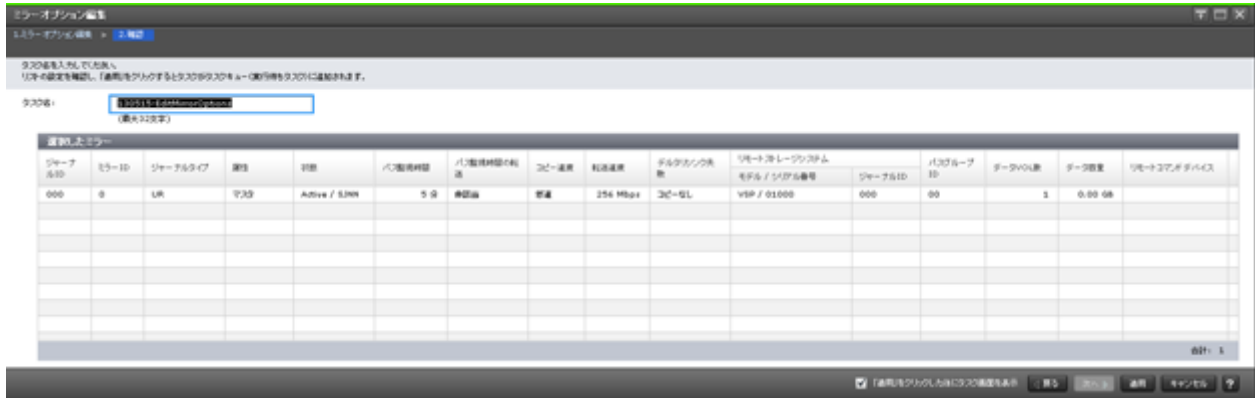 ミラーオプション編集
1.ミラーオプション編集 > 2.確認
タスク名を入力してください。
リストの設定を確認し、「適用」をクリックするとタスクがタスクキュー(実行待ちタスク)に追加されます。
タスク名: 130515-EditMirrorOptions
(最大32文字)
選択したミラー
ジャーナルID ミラーID ジャーナルタイプ 属性 状態 パス監視時間 パス監視時間の転送 コピー速度 転送速度 デルタリシンク失敗 リモートストレージシステム パスグループID データVOL数 データ容量 リモートコマンドデバイス
モデル / シリアル番号 ジャーナルID
000 0 UR マスタ Active / SJNN 5 分 普通 256 Mbps コピーなし VSP / 01000 000 00 1 0.00 GB
合計: 1
「適用」をクリックした後にタスク画面を表示 戻る 次へ 適用 キャンセル ?